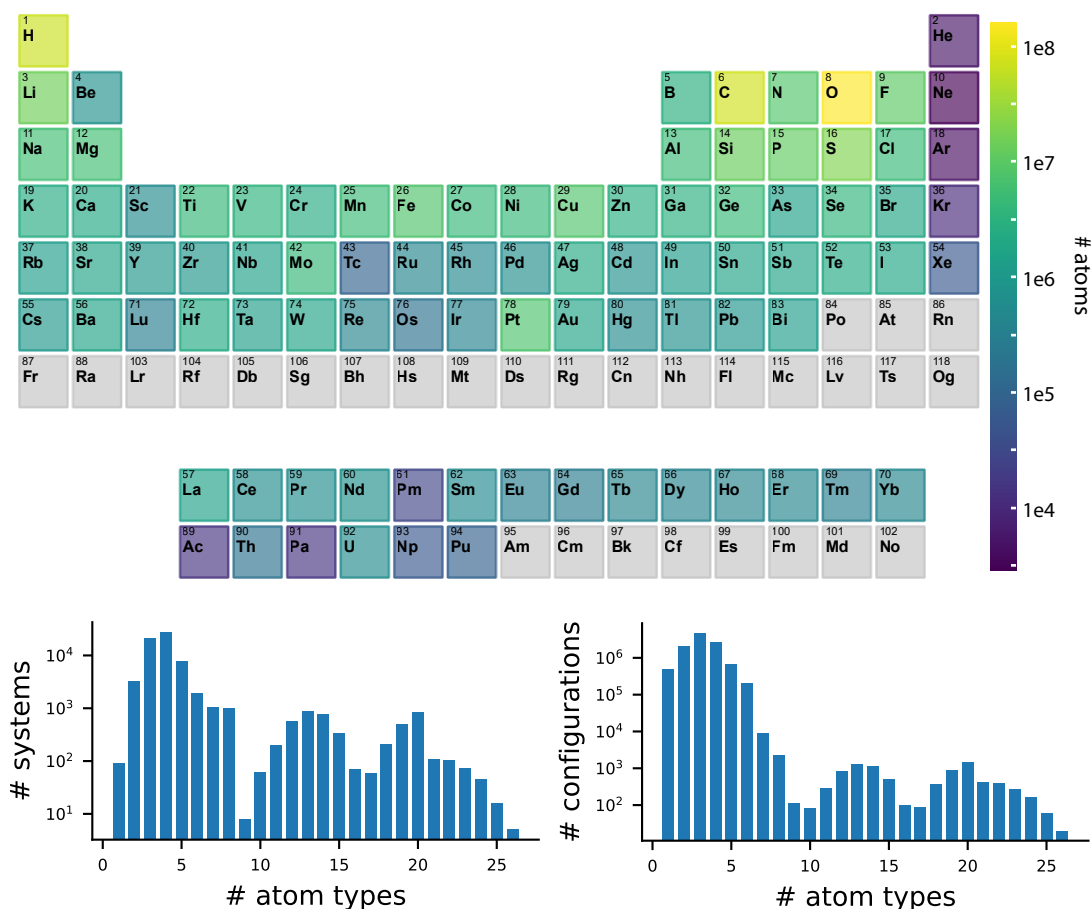 1 2
H He
1e8
3 4 5 6 7 8 9 10
Li Be B C N O F Ne
11 12 13 14 15 16 17 18
Na Mg Al Si P S Cl Ar
1e7
19 20 21 22 23 24 25 26 27 28 29 30 31 32 33 34 35 36
K Ca Sc Ti V Cr Mn Fe Co Ni Cu Zn Ga Ge As Se Br Kr
37 38 39 40 41 42 43 44 45 46 47 48 49 50 51 52 53 54
Rb Sr Y Zr Nb Mo Tc Ru Rh Pd Ag Cd In Sn Sb Te I Xe
1e6
# atoms
55 56 71 72 73 74 75 76 77 78 79 80 81 82 83 84 85 86
Cs Ba Lu Hf Ta W Re Os Ir Pt Au Hg Tl Pb Bi Po At Rn
87 88 103 104 105 106 107 108 109 110 111 112 113 114 115 116 117 118
Fr Ra Lr Rf Db Sg Bh Hs Mt Ds Rg Cn Nh Fl Mc Lv Ts Og
1e5
57 58 59 60 61 62 63 64 65 66 67 68 69 70
La Ce Pr Nd Pm Sm Eu Gd Tb Dy Ho Er Tm Yb
1e4
89 90 91 92 93 94 95 96 97 98 99 100 101 102
Ac Th Pa U Np Pu Am Cm Bk Cf Es Fm Md No
# systems
10⁴
10³
10²
10¹
0 5 10 15 20 25
# atom types
# configurations
10⁶
10⁵
10⁴
10³
10²
0 5 10 15 20 25
# atom types